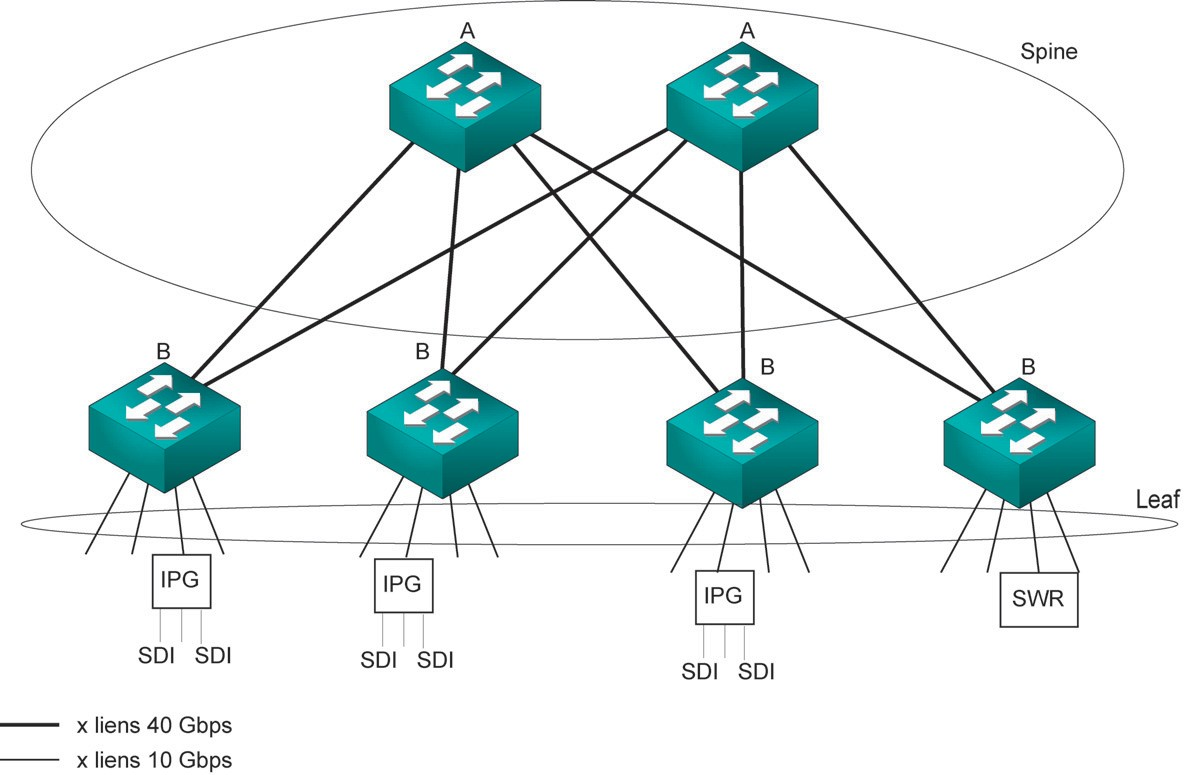 A A
Spine
B B B B
Leaf
IPG IPG IPG SWR
SDI SDI SDI SDI SDI SDI
x liens 40 Gbps
x liens 10 Gbps